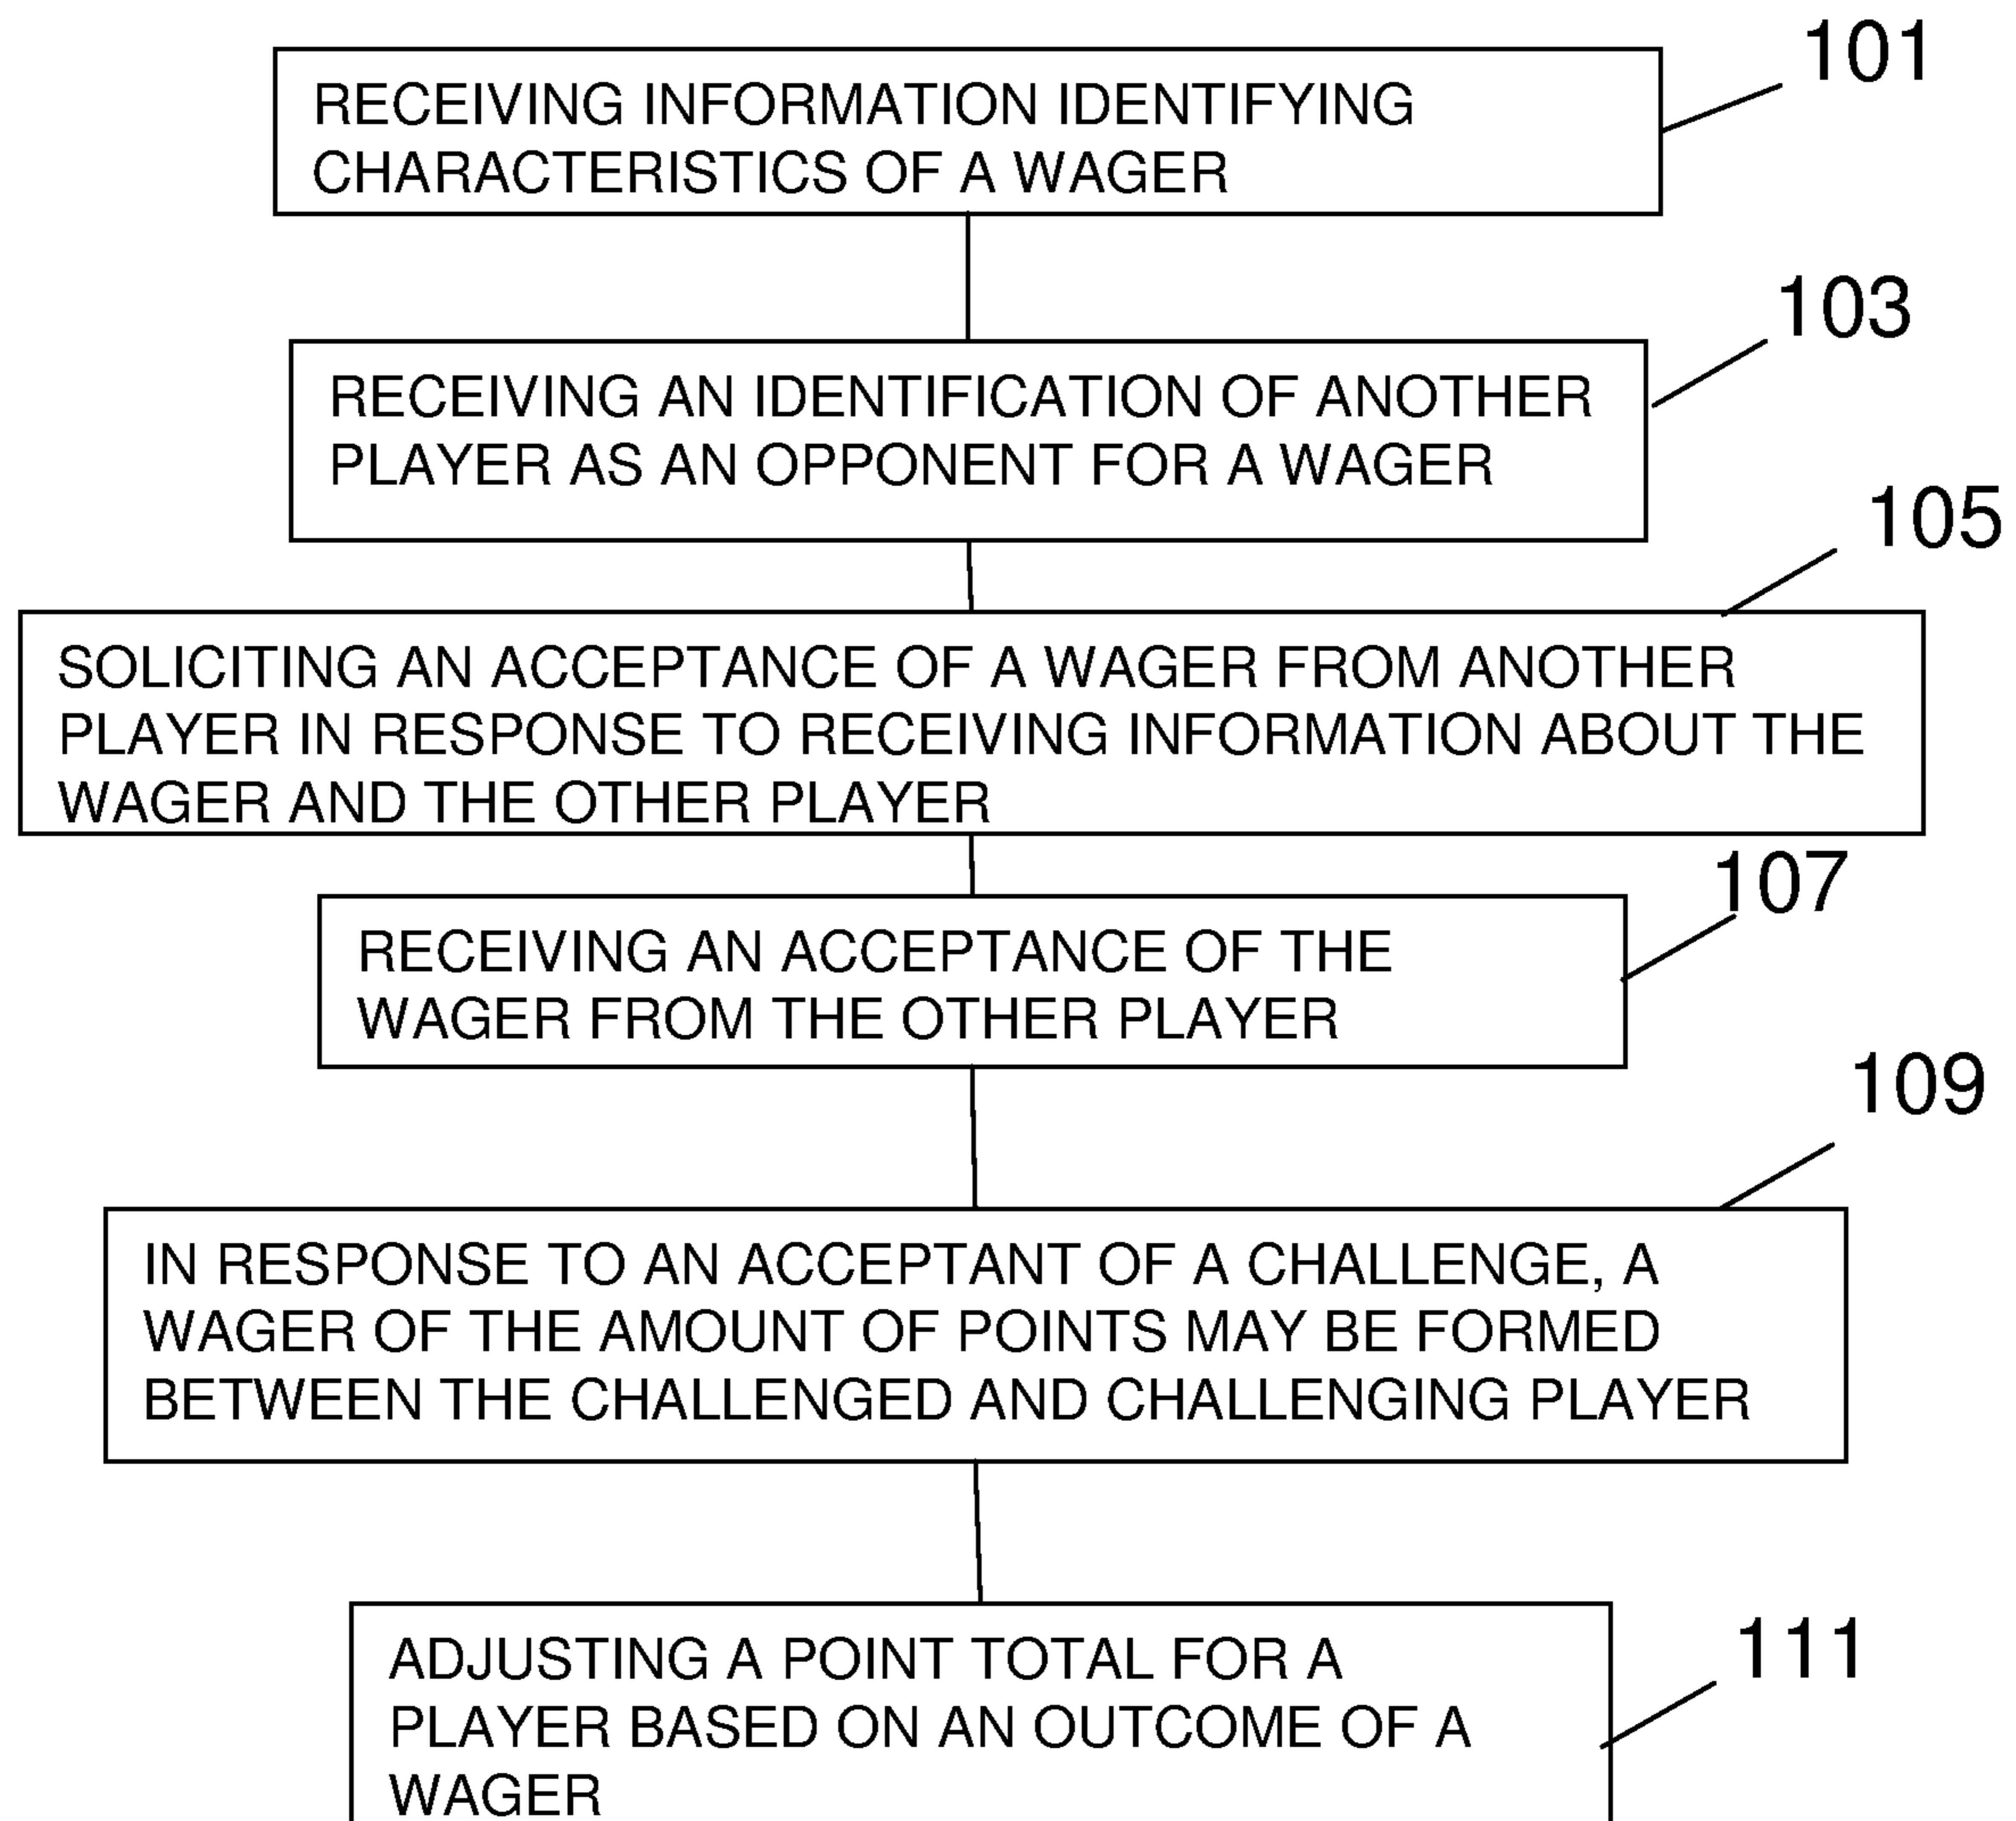 101
RECEIVING INFORMATION IDENTIFYING
CHARACTERISTICS OF A WAGER
103
RECEIVING AN IDENTIFICATION OF ANOTHER
PLAYER AS AN OPPONENT FOR A WAGER
105
SOLICITING AN ACCEPTANCE OF A WAGER FROM ANOTHER
PLAYER IN RESPONSE TO RECEIVING INFORMATION ABOUT THE
WAGER AND THE OTHER PLAYER
107
RECEIVING AN ACCEPTANCE OF THE
WAGER FROM THE OTHER PLAYER
109
IN RESPONSE TO AN ACCEPTANT OF A CHALLENGE, A
WAGER OF THE AMOUNT OF POINTS MAY BE FORMED
BETWEEN THE CHALLENGED AND CHALLENGING PLAYER
111
ADJUSTING A POINT TOTAL FOR A
PLAYER BASED ON AN OUTCOME OF A
WAGER